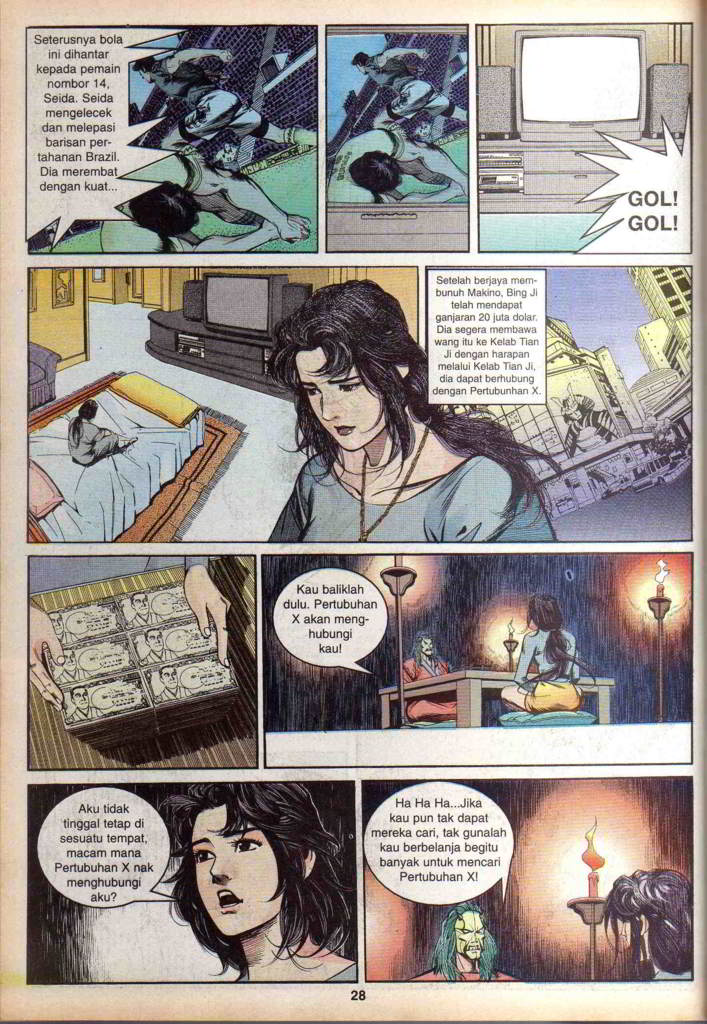 Seterusnya bola
ini dihantar
kepada pemain
nombor 14,
Seida. Seida
mengelecek
dan melepasi
barisan per-
tahanan Brazil.
Dia merembat
dengan kuat...
GOL!
GOL!
Setelah berjaya mem-
bunuh Makino, Bing Ji
telah mendapat
ganjaran 20 juta dolar.
Dia segera membawa
wang itu ke Kelab Tian
Ji dengan harapan
melalui Kelab Tian Ji,
dia dapat berhubung
dengan Pertubunhan X.
Kau baliklah
dulu. Pertubuhan
X akan meng-
hubungi
kau!
Aku tidak
tinggal tetap di
sesuatu tempat,
macam mana
Pertubuhan X nak
menghubungi
aku?
Ha Ha Ha...Jika
kau pun tak dapat
mereka cari, tak gunalah
kau berbelanja begitu
banyak untuk mencari
Pertubuhan X!
28